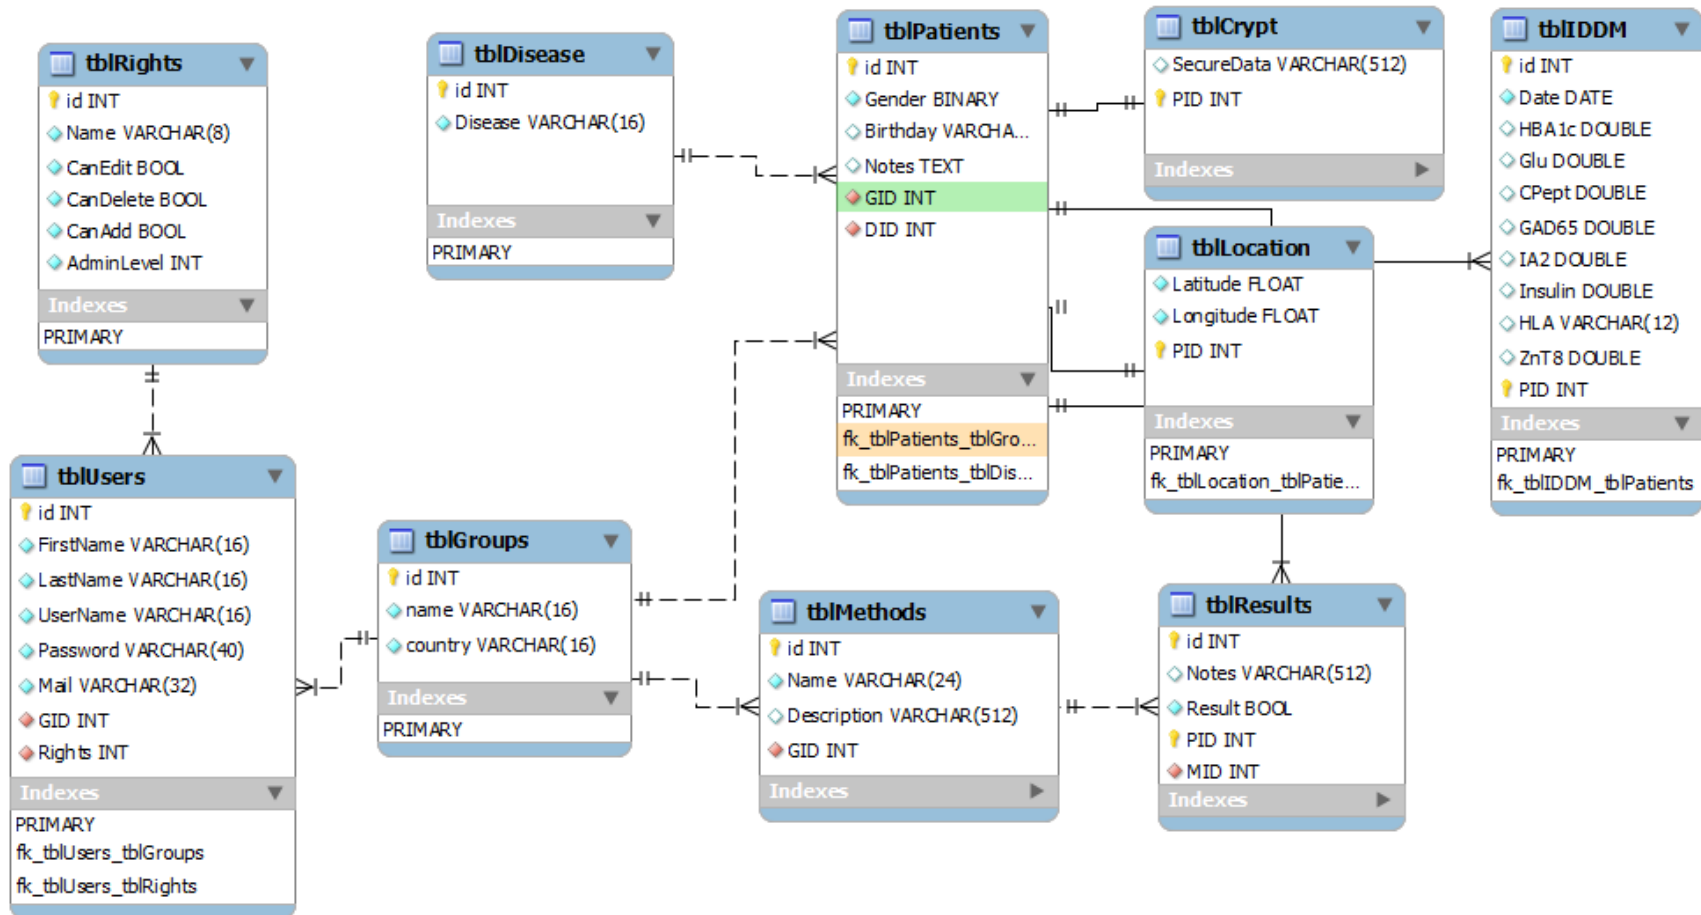 tblRights
id INT
Name VARCHAR(8)
CanEdit BOOL
CanDelete BOOL
CanAdd BOOL
AdminLevel INT
Indexes
PRIMARY
tblDisease
id INT
Disease VARCHAR(16)
Indexes
PRIMARY
tblPatients
id INT
Gender BINARY
Birthday VARCHA...
Notes TEXT
GID INT
DID INT
Indexes
PRIMARY
fk_tblPatients_tblGro...
fk_tblPatients_tblDis...
tblCrypt
SecureData VARCHAR(512)
PID INT
Indexes
tblLocation
Latitude FLOAT
Longitude FLOAT
PID INT
Indexes
PRIMARY
fk_tblLocation_tblPatie...
tblIDDM
id INT
Date DATE
HBA1c DOUBLE
Glu DOUBLE
CPept DOUBLE
GAD65 DOUBLE
IA2 DOUBLE
Insulin DOUBLE
HLA VARCHAR(12)
ZnT8 DOUBLE
PID INT
Indexes
PRIMARY
fk_tblIDDM_tblPatients
tblUsers
id INT
FirstName VARCHAR(16)
LastName VARCHAR(16)
UserName VARCHAR(16)
Password VARCHAR(40)
Mail VARCHAR(32)
GID INT
Rights INT
Indexes
PRIMARY
fk_tblUsers_tblGroups
fk_tblUsers_tblRights
tblGroups
id INT
name VARCHAR(16)
country VARCHAR(16)
Indexes
PRIMARY
tblMethods
id INT
Name VARCHAR(24)
Description VARCHAR(512)
GID INT
Indexes
tblResults
id INT
Notes VARCHAR(512)
Result BOOL
PID INT
MID INT
Indexes